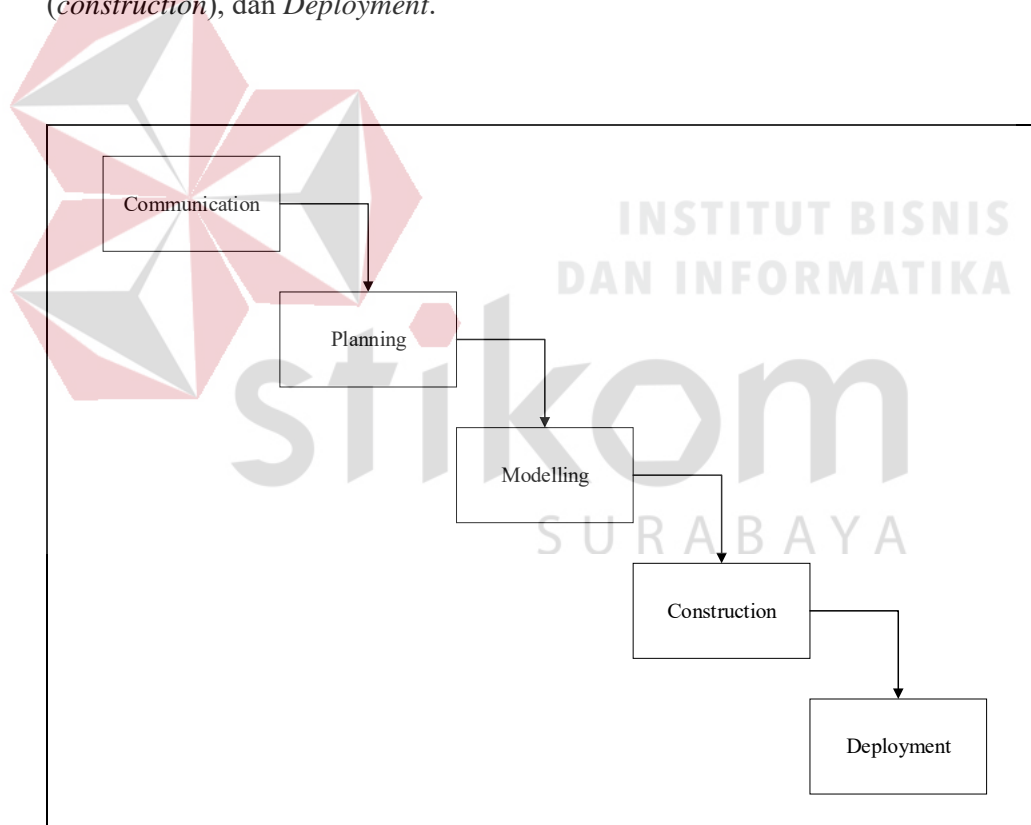 (construction), dan Deployment.
Communication
INSTITUT BISNIS
DAN INFORMATIKA
Planning
stikom
Modelling
SURABAYA
Construction
Deployment